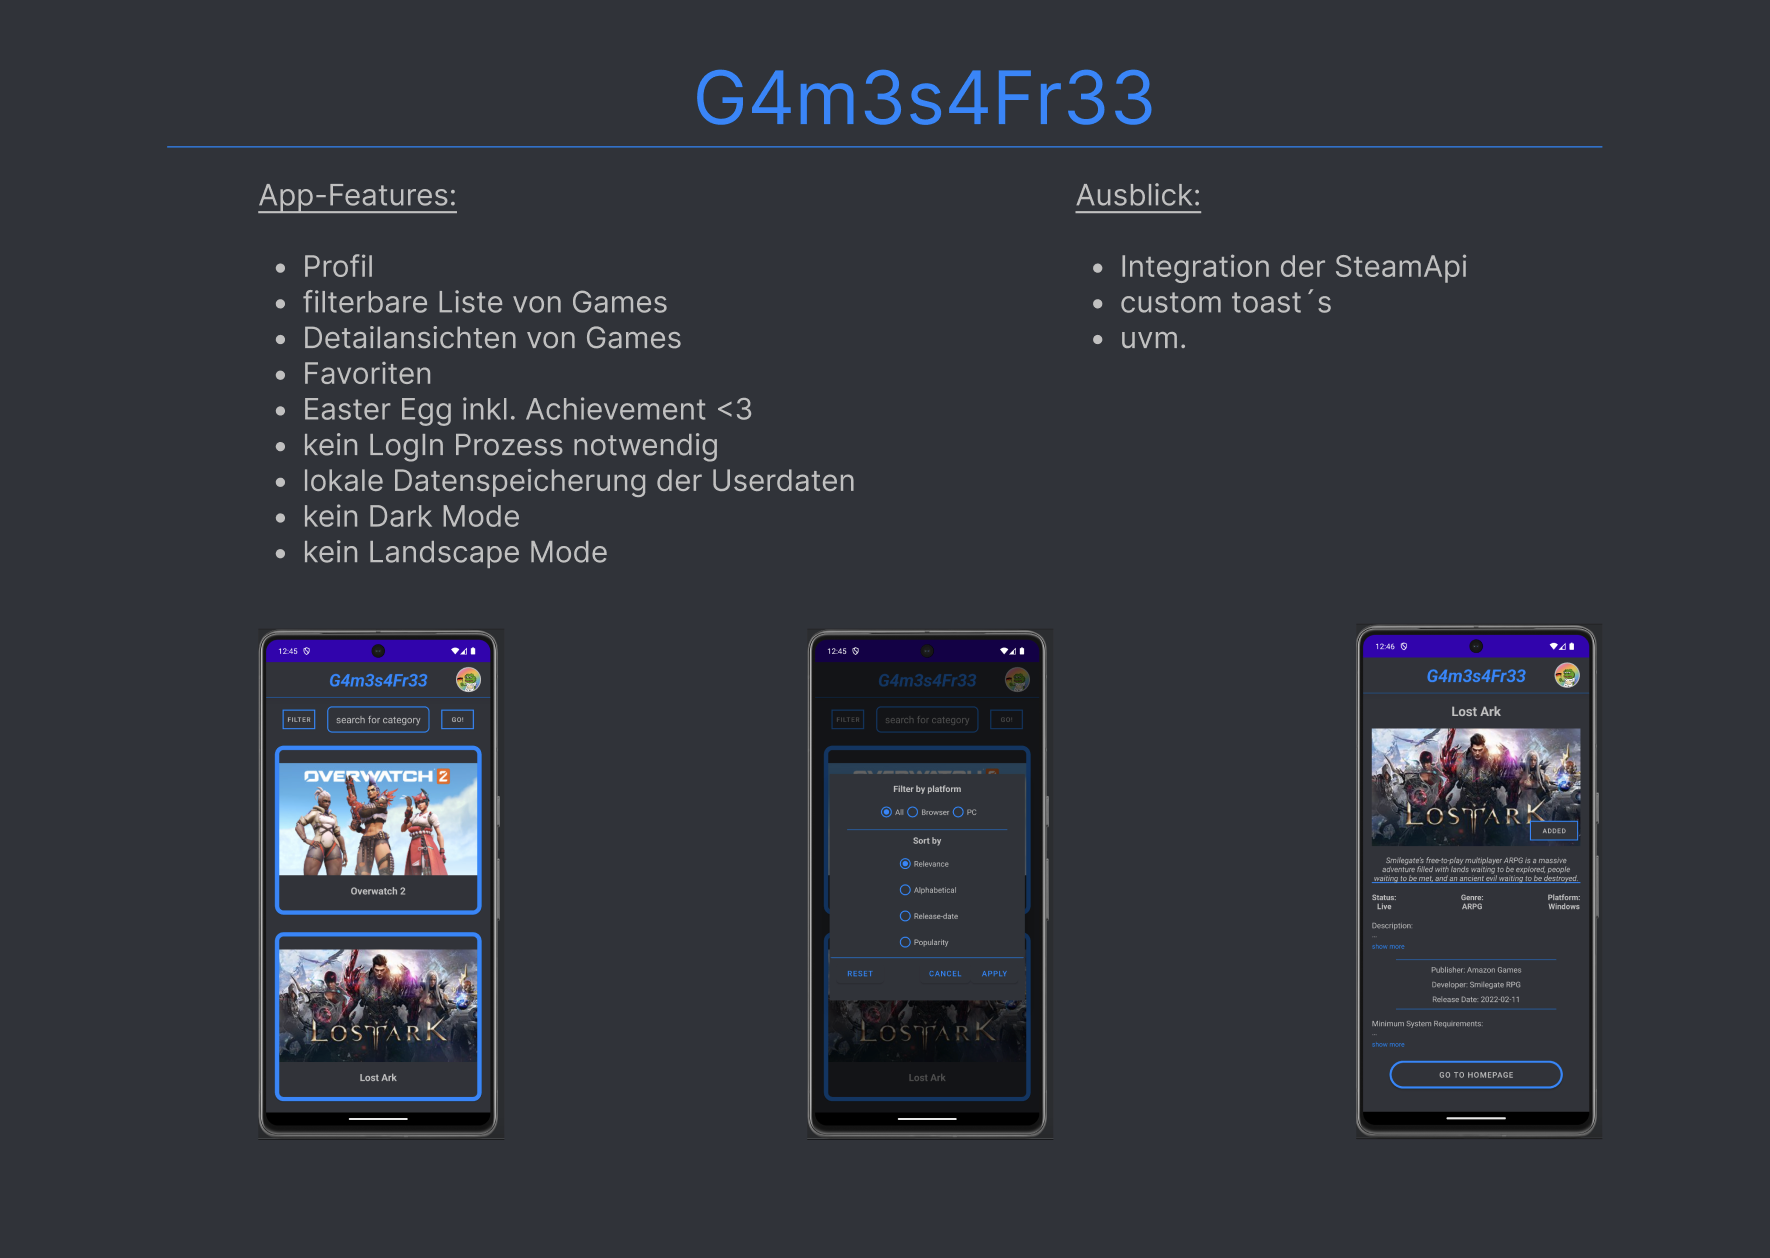 G4m3s4Fr33
App-Features:
• Profil
• filterbare Liste von Games
• Detailansichten von Games
• Favoriten
• Easter Egg inkl. Achievement <3
• kein LogIn Prozess notwendig
• lokale Datenspeicherung der Userdaten
• kein Dark Mode
• kein Landscape Mode
Ausblick:
• Integration der SteamApi
• custom toast´s
• uvm.
12:45
G4m3s4Fr33
FILTER search for category GO!
OVERWATCH 2
Overwatch 2
LOST ARK
Lost Ark
12:45
G4m3s4Fr33
FILTER search for category GO!
OVERWATCH 2
Filter by platform
All Browser PC
Sort by
Relevance
Alphabetical
Release-date
Popularity
RESET CANCEL APPLY
LOST ARK
Lost Ark
12:46
G4m3s4Fr33
Lost Ark
LOST ARK
ADDED
Smilegate's free-to-play multiplayer ARPG is a massive
adventure filled with lands waiting to be explored, people
waiting to be met, and an ancient evil waiting to be destroyed.
Status: Genre: Platform:
Live ARPG Windows
Description:
...
show more
Publisher: Amazon Games
Developer: Smilegate RPG
Release Date: 2022-02-11
Minimum System Requirements:
...
show more
GO TO HOMEPAGE